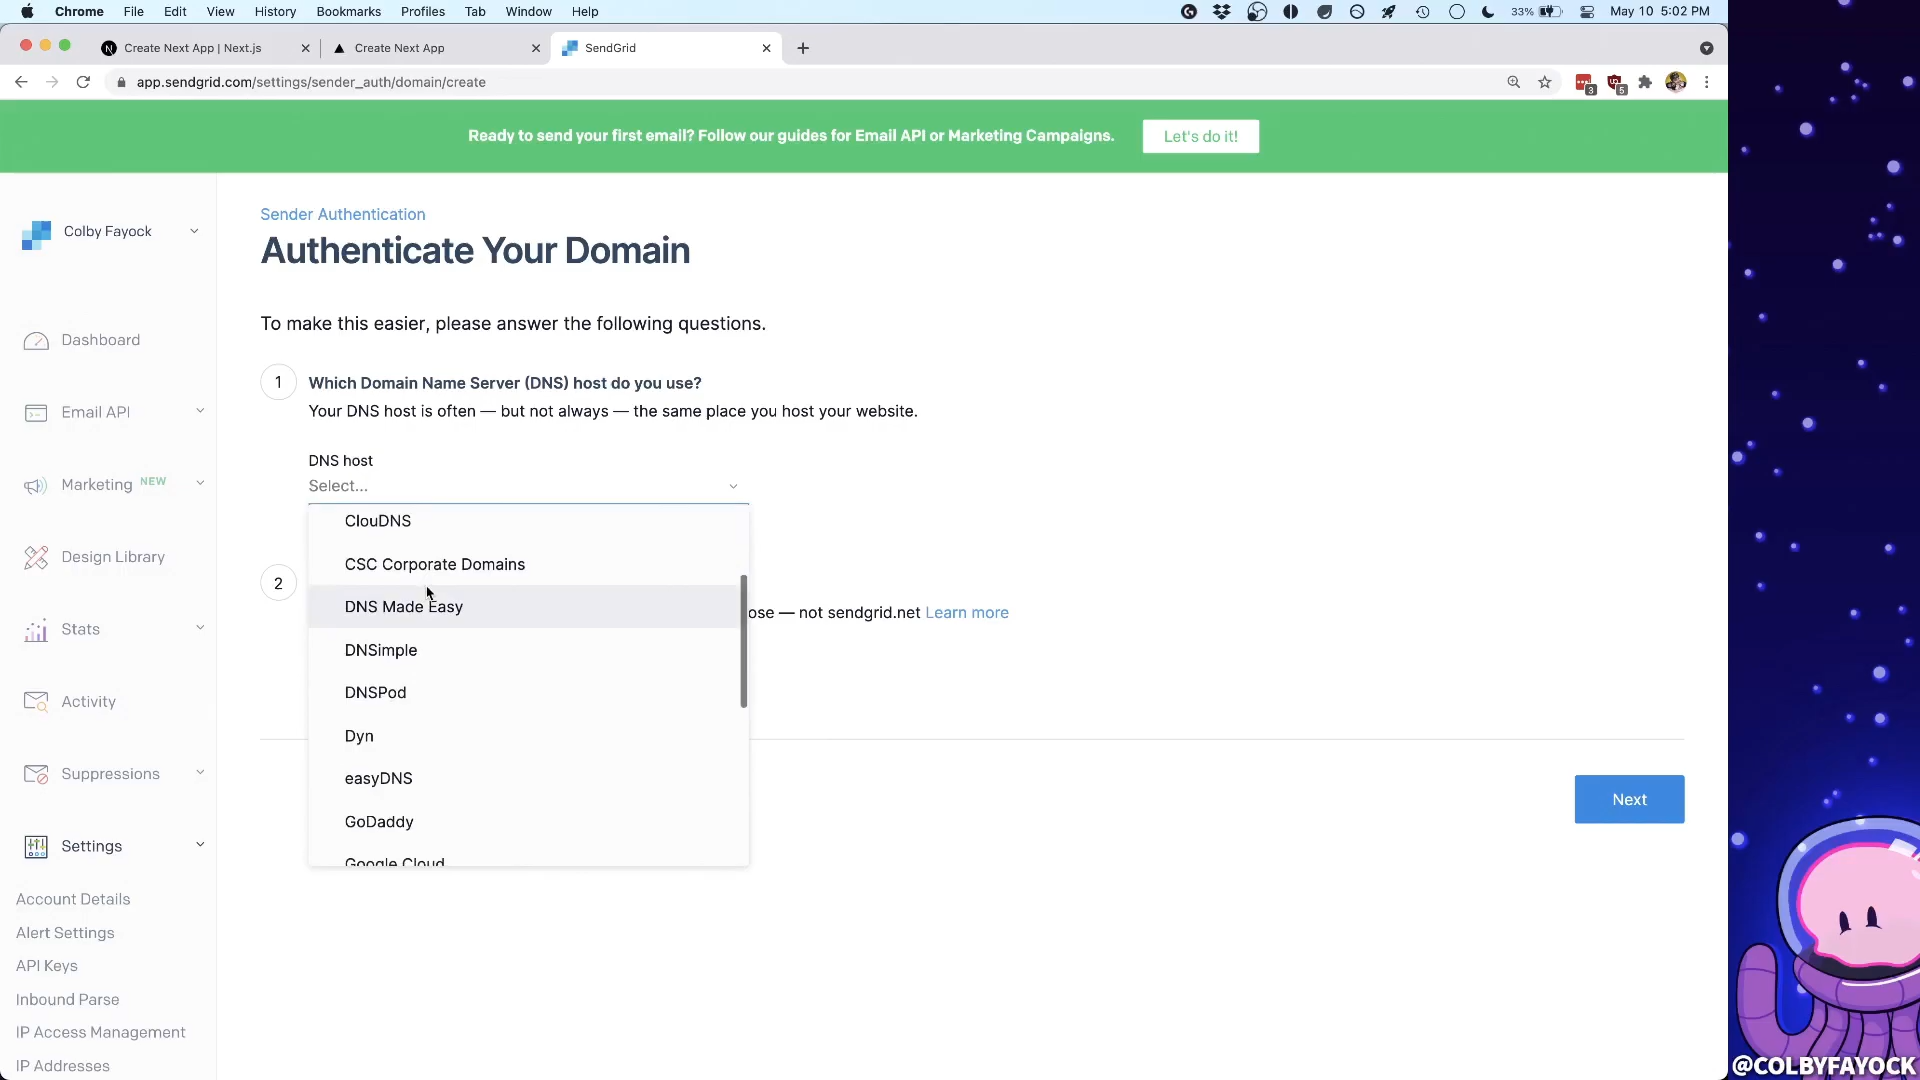 Chrome File Edit View History Bookmarks Profiles Tab Window Help 33% May 10 5:02 PM
Create Next App | Next.js Create Next App SendGrid
app.sendgrid.com/settings/sender_auth/domain/create 3 5
Ready to send your first email? Follow our guides for Email API or Marketing Campaigns. Let's do it!
Colby Fayock
Dashboard
Email API
Marketing NEW
Design Library
Stats
Activity
Suppressions
Settings
Account Details
Alert Settings
API Keys
Inbound Parse
IP Access Management
IP Addresses
Sender Authentication
Authenticate Your Domain
To make this easier, please answer the following questions.
1 Which Domain Name Server (DNS) host do you use?
Your DNS host is often — but not always — the same place you host your website.
DNS host
Select...
ClouDNS
CSC Corporate Domains
DNS Made Easy
DNSimple
DNSPod
Dyn
easyDNS
GoDaddy
Google Cloud
2
ose — not sendgrid.net Learn more
Next
@COLBYFAYOCK